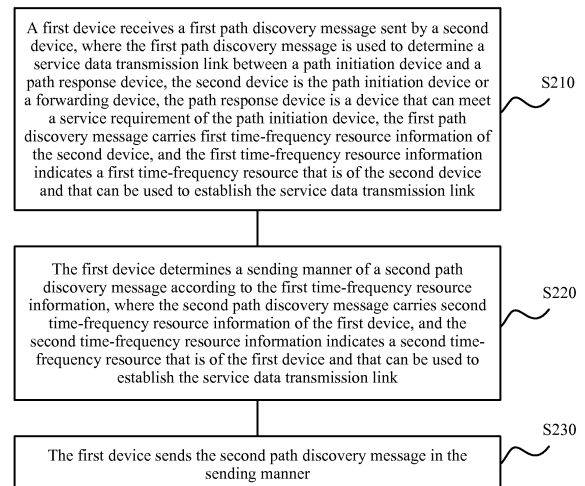 A first device receives a first path discovery message sent by a second
device, where the first path discovery message is used to determine a
service data transmission link between a path initiation device and a
path response device, the second device is the path initiation device or
a forwarding device, the path response device is a device that can meet
a service requirement of the path initiation device, the first path
discovery message carries first time-frequency resource information of
the second device, and the first time-frequency resource information
indicates a first time-frequency resource that is of the second device
and that can be used to establish the service data transmission link
S210
The first device determines a sending manner of a second path
discovery message according to the first time-frequency resource
information, where the second path discovery message carries second
time-frequency resource information of the first device, and the
second time-frequency resource information indicates a second time-
frequency resource that is of the first device and that can be used to
establish the service data transmission link
S220
The first device sends the second path discovery message in the
sending manner
S230